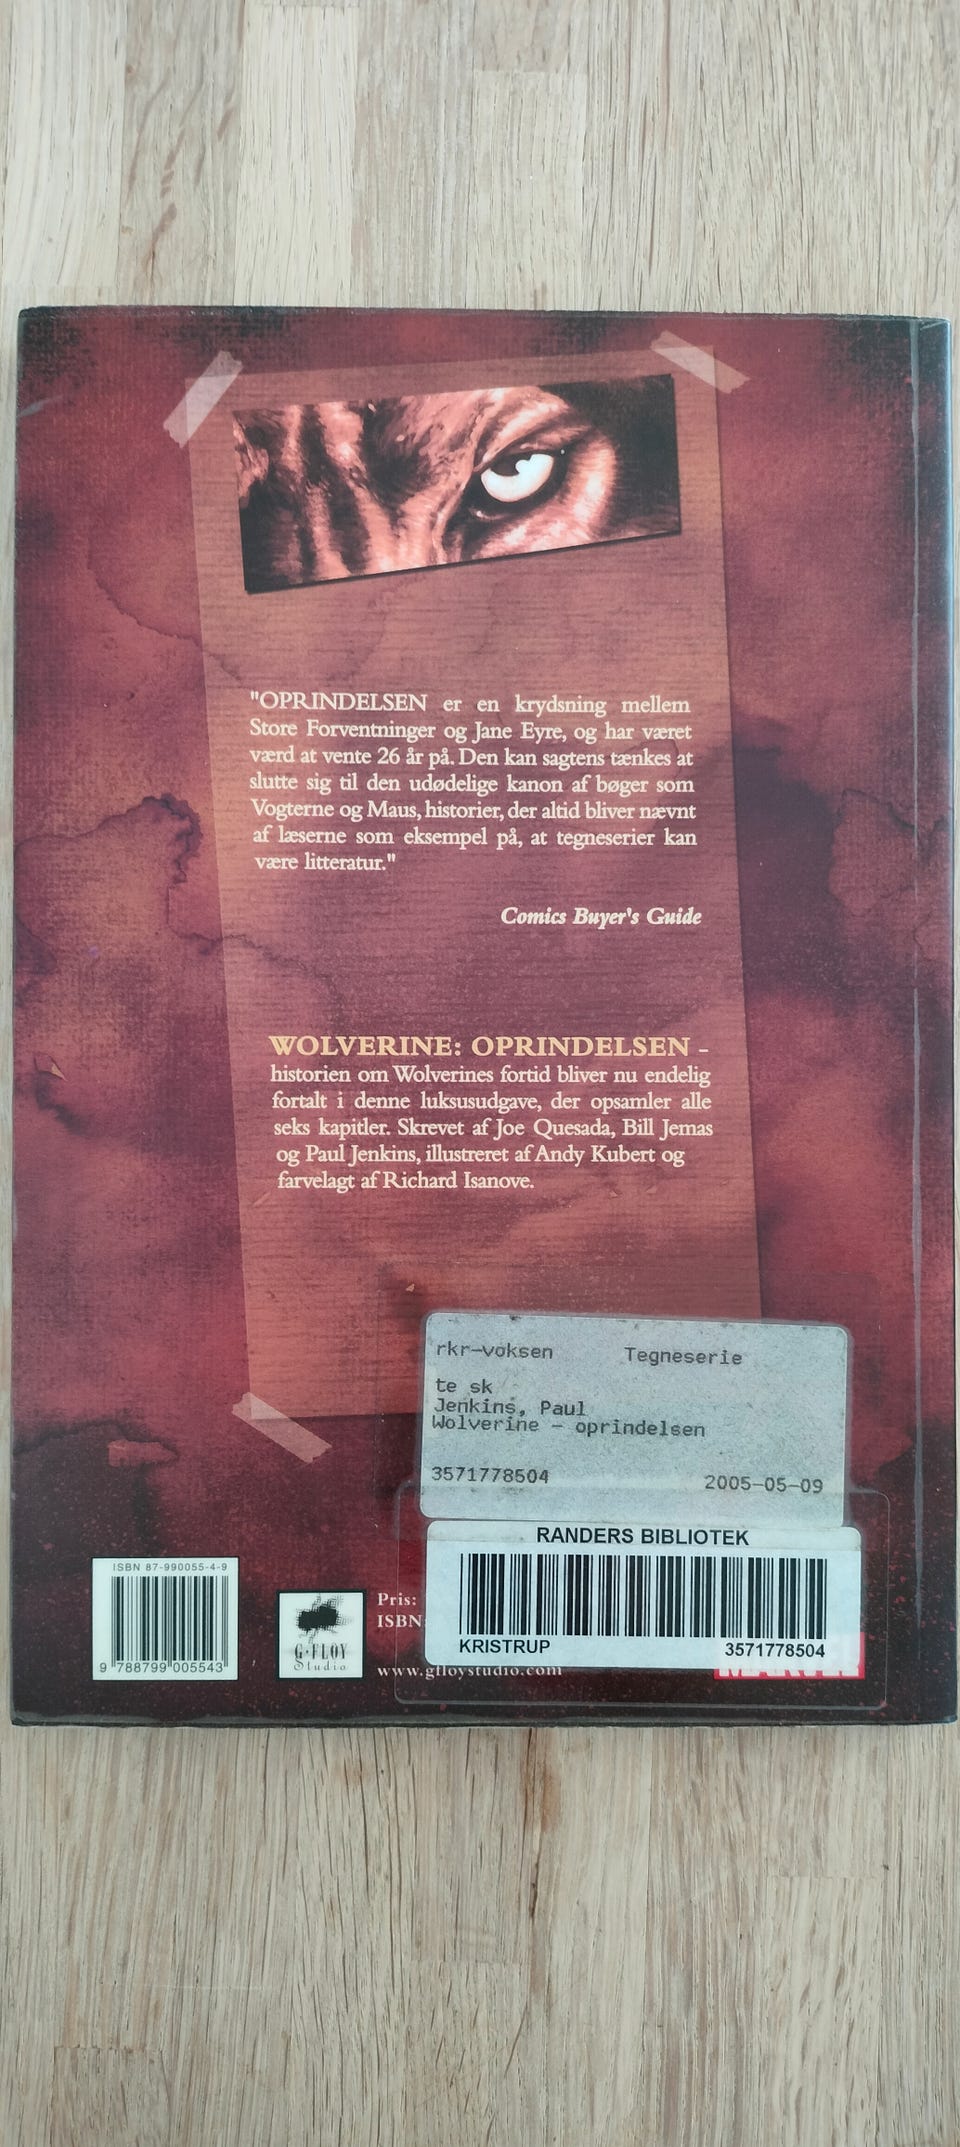 "OPRINDELSEN er en krydsning mellem
Store Forventninger og Jane Eyre, og har været
værd at vente 26 år på. Den kan sagtens tænkes at
slutte sig til den udødelige kanon af bøger som
Vogterne og Maus, historier, der altid bliver nævnt
af læserne som eksempel på, at tegneserier kan
være litteratur."
Comics Buyer's Guide
WOLVERINE: OPRINDELSEN -
historien om Wolverines fortid bliver nu endelig
fortalt i denne luksusudgave, der opsamler alle
seks kapitler. Skrevet af Joe Quesada, Bill Jemas
og Paul Jenkins, illustreret af Andy Kubert og
farvelagt af Richard Isanove.
rkr-voksen Tegneserie
te sk
Jenkins, Paul
Wolverine - oprindelsen
3571778504 2005-05-09
RANDERS BIBLIOTEK
KRISTRUP 3571778504
ISBN 87-990055-4-9
9 788799 005543
G·FLOY
Studio
Pris:
ISBN:
www.gfloystudio.com
MARVEL